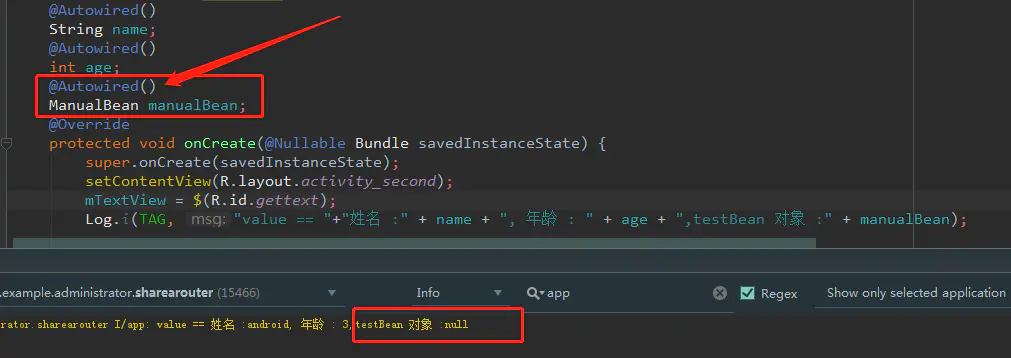 @Autowired()
String name;
@Autowired()
int age;
@Autowired()
ManualBean manualBean;
@Override
protected void onCreate(@Nullable Bundle savedInstanceState) {
super.onCreate(savedInstanceState);
setContentView(R.layout.activity_second);
mTextView = $(R.id.gettext);
Log.i(TAG, msg: "value == "+"姓名 :" + name + ", 年龄 : " + age + ",testBean 对象 :" + manualBean);
.example.administrator.sharearouter (15466) Info app Regex Show only selected application
rator.sharearouter I/app: value == 姓名 :android, 年龄 : 3,testBean 对象 :null